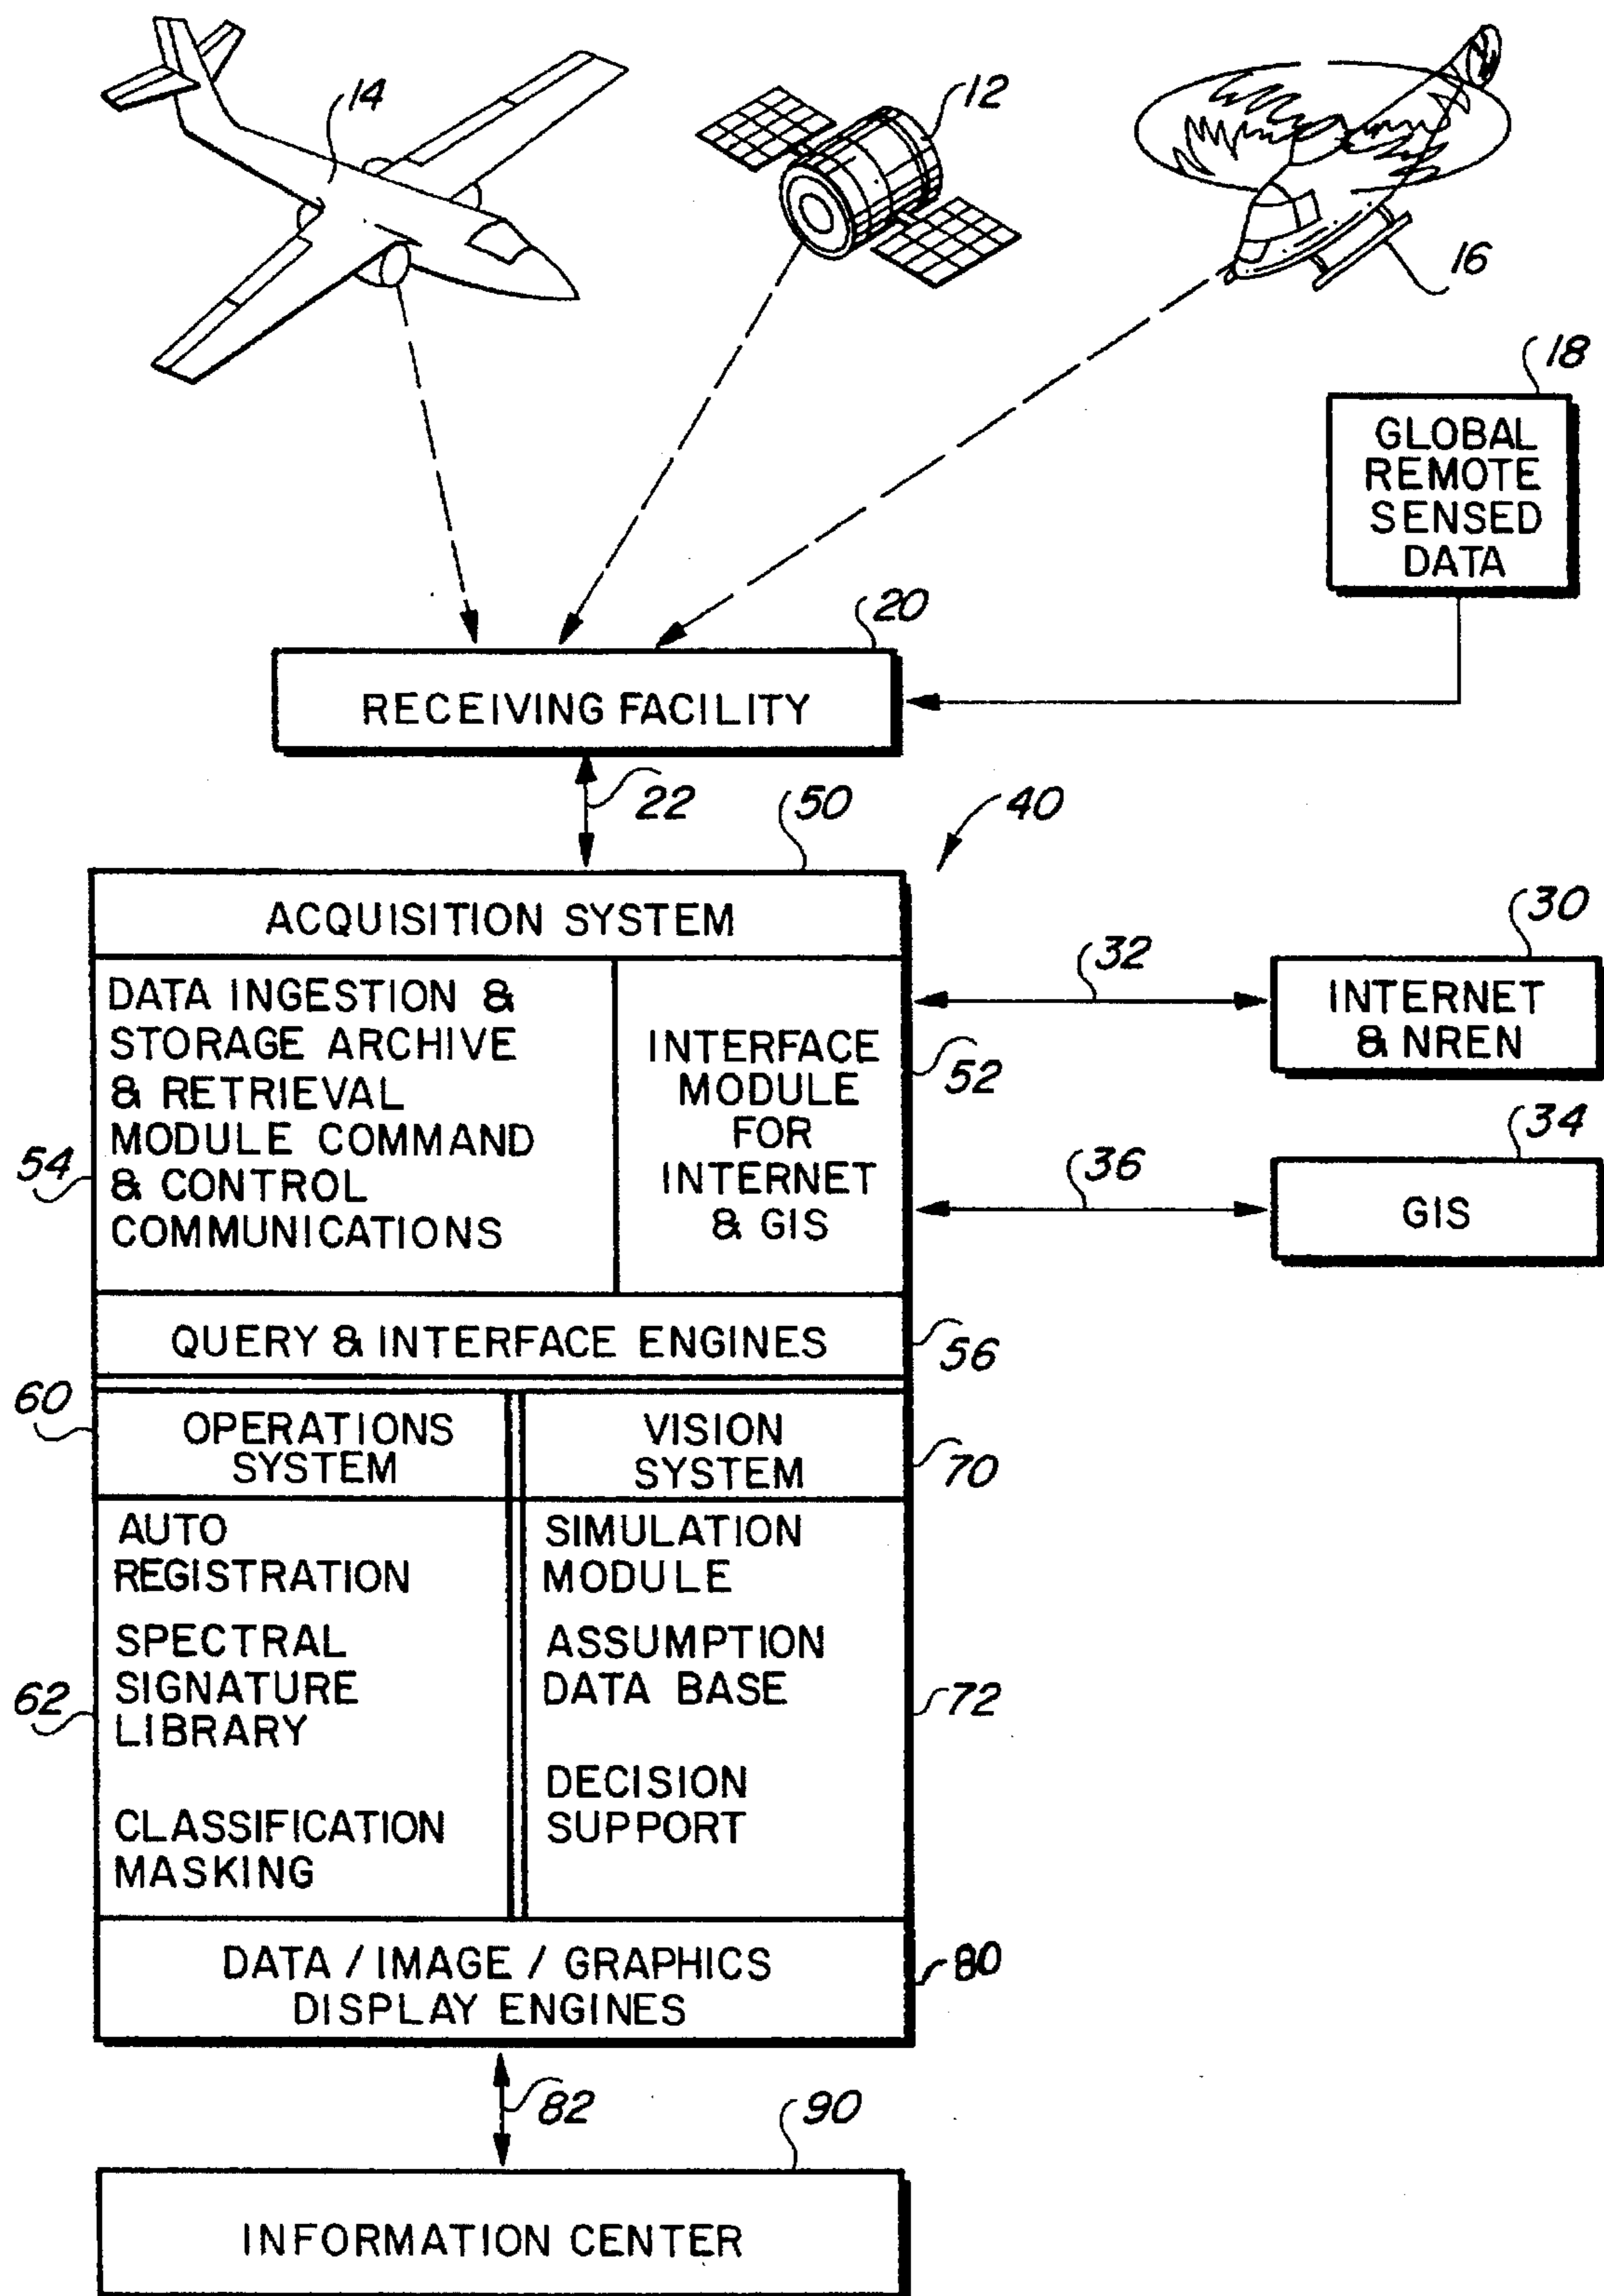 14
12
16
18
GLOBAL
REMOTE
SENSED
DATA
20
RECEIVING FACILITY
22
50
40
ACQUISITION SYSTEM
DATA INGESTION &
STORAGE ARCHIVE
& RETRIEVAL
MODULE COMMAND
& CONTROL
COMMUNICATIONS
54
INTERFACE
MODULE
FOR
INTERNET
& GIS
52
32
30
INTERNET
& NREN
36
34
GIS
QUERY & INTERFACE ENGINES
56
60
OPERATIONS
SYSTEM
VISION
SYSTEM
70
AUTO
REGISTRATION
SPECTRAL
SIGNATURE
LIBRARY
62
CLASSIFICATION
MASKING
SIMULATION
MODULE
ASSUMPTION
DATA BASE
72
DECISION
SUPPORT
DATA / IMAGE / GRAPHICS
DISPLAY ENGINES
80
82
90
INFORMATION CENTER